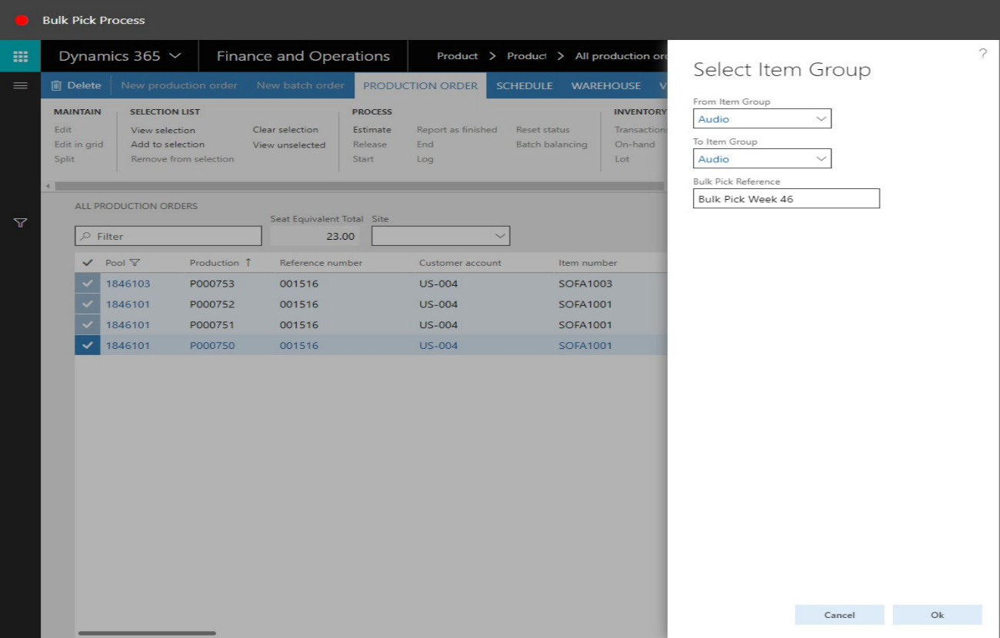 Bulk Pick Process
Dynamics 365 Finance and Operations Product > Product > All production or
Delete New production order New batch order PRODUCTION ORDER SCHEDULE WAREHOUSE V
MAINTAIN SELECTION LIST PROCESS INVENTORY
Edit View selection Clear selection Estimate Report as finished Reset status Transaction
Edit in grid Add to selection View unselected Release End Batch balancing On-hand
Split Remove from selection Start Log Lot
ALL PRODUCTION ORDERS
Seat Equivalent Total Site
Filter 23.00
Pool Production ↑ Reference number Customer account Item number
1846103 P000753 001516 US-004 SOFA1003
1846101 P000752 001516 US-004 SOFA1001
1846101 P000751 001516 US-004 SOFA1001
1846101 P000750 001516 US-004 SOFA1001
?
Select Item Group
From Item Group
Audio
To Item Group
Audio
Bulk Pick Reference
Bulk Pick Week 46
Cancel Ok